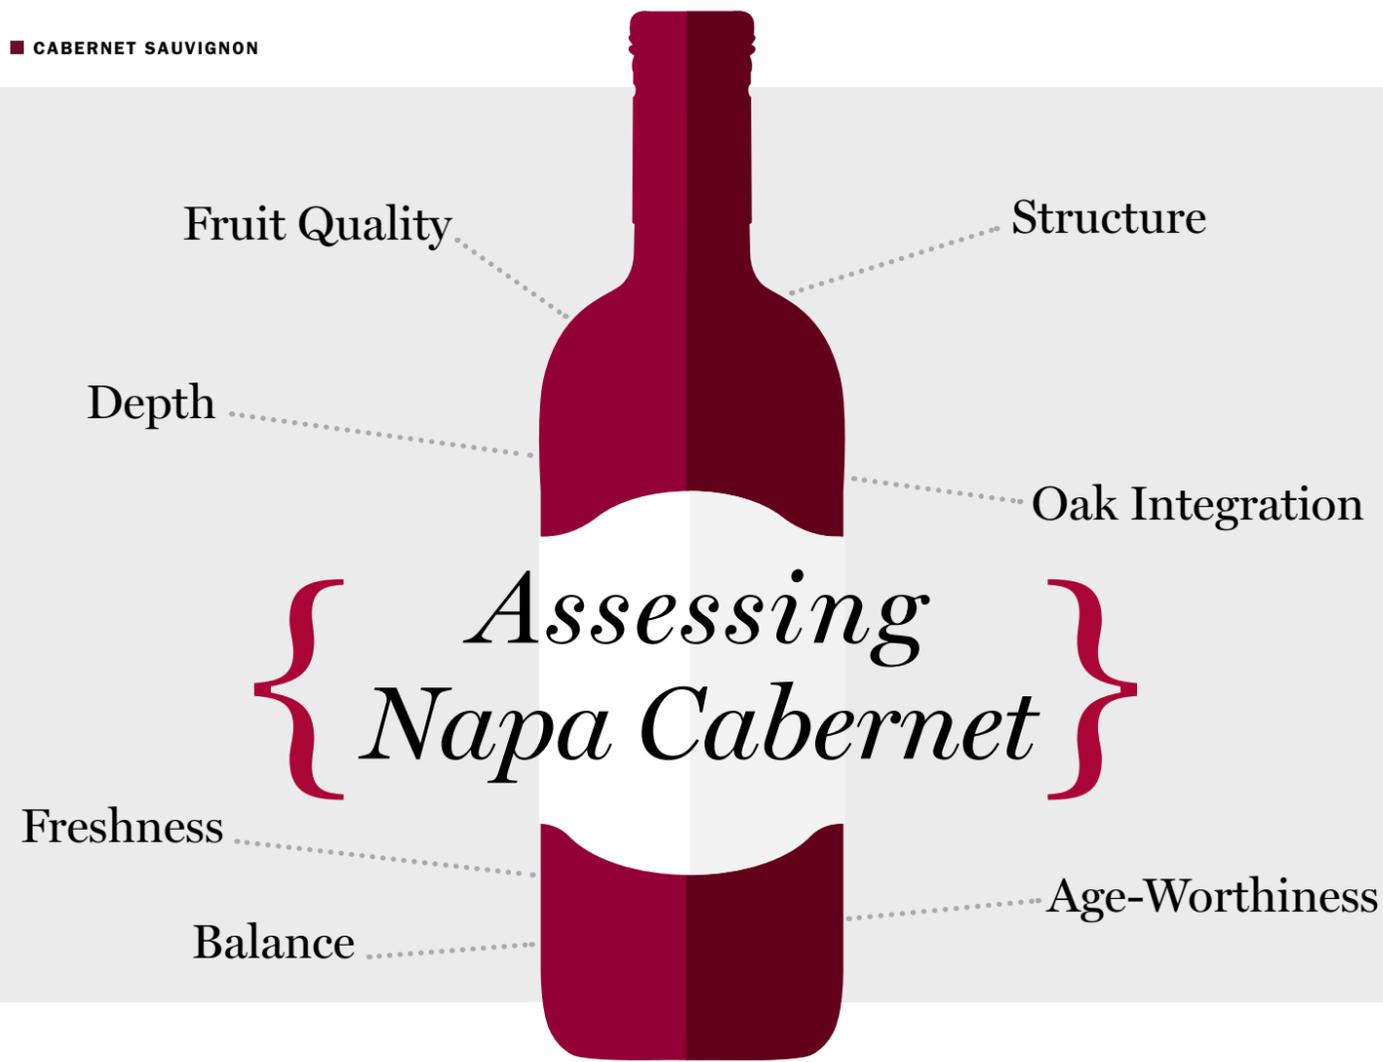 CABERNET SAUVIGNON
Fruit Quality
Structure
Depth
Oak Integration
Assessing
Napa Cabernet
Freshness
Age-Worthiness
Balance